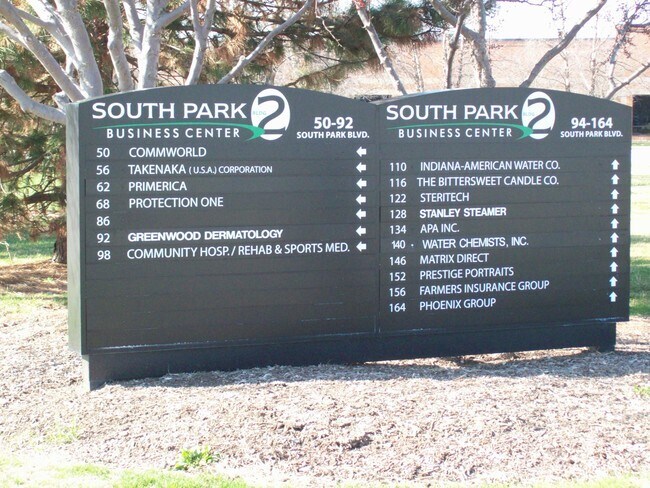 SOUTH PARK 2
BUSINESS CENTER
50-92
SOUTH PARK BLVD.
50 COMMWORLD
56 TAKENAKA (U.S.A.) CORPORATION
62 PRIMERICA
68 PROTECTION ONE
86
92 GREENWOOD DERMATOLOGY
98 COMMUNITY HOSP. / REHAB & SPORTS MED.
SOUTH PARK 2
BUSINESS CENTER
94-164
SOUTH PARK BLVD.
110 INDIANA-AMERICAN WATER CO.
116 THE BITTERSWEET CANDLE CO.
122 STERITECH
128 STANLEY STEAMER
134 APA INC.
140 WATER CHEMISTS, INC.
146 MATRIX DIRECT
152 PRESTIGE PORTRAITS
156 FARMERS INSURANCE GROUP
164 PHOENIX GROUP